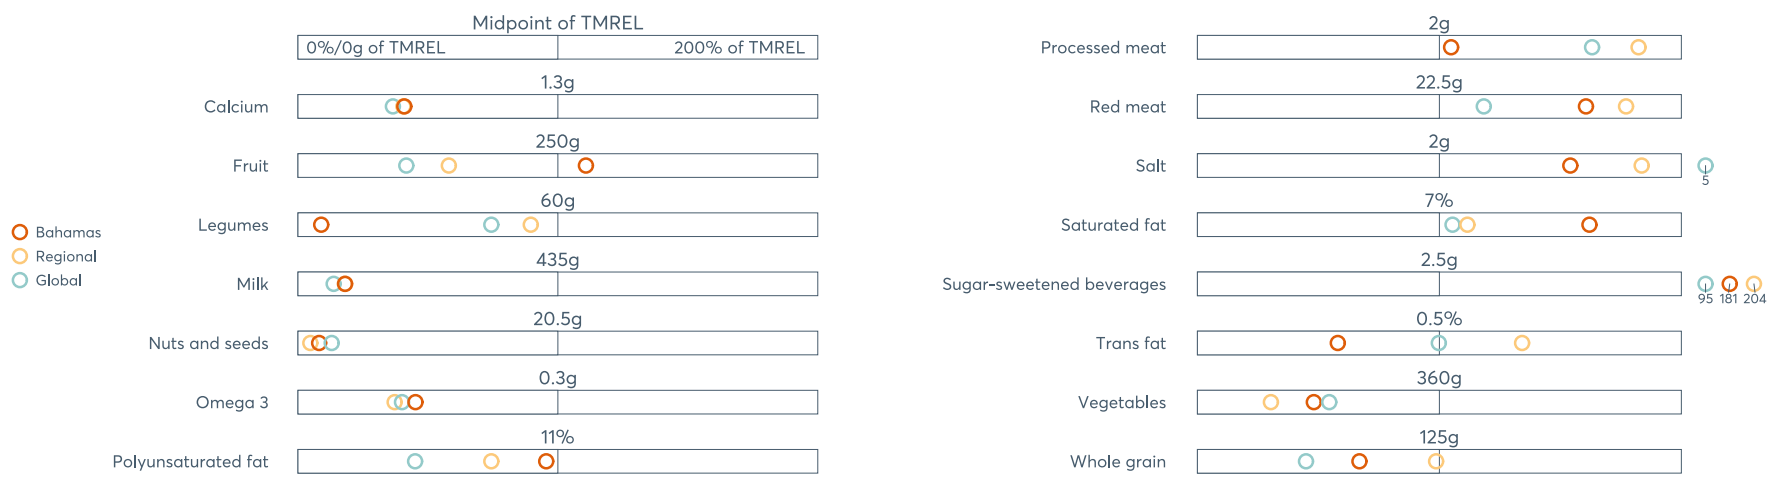 Midpoint of TMREL
0%/0g of TMREL 200% of TMREL
1.3g
Calcium
250g
Fruit
60g
Legumes
435g
Milk
20.5g
Nuts and seeds
0.3g
Omega 3
11%
Polyunsaturated fat
Bahamas
Regional
Global
2g
Processed meat
22.5g
Red meat
2g
Salt
5
7%
Saturated fat
2.5g
Sugar-sweetened beverages
95 181 204
0.5%
Trans fat
360g
Vegetables
125g
Whole grain